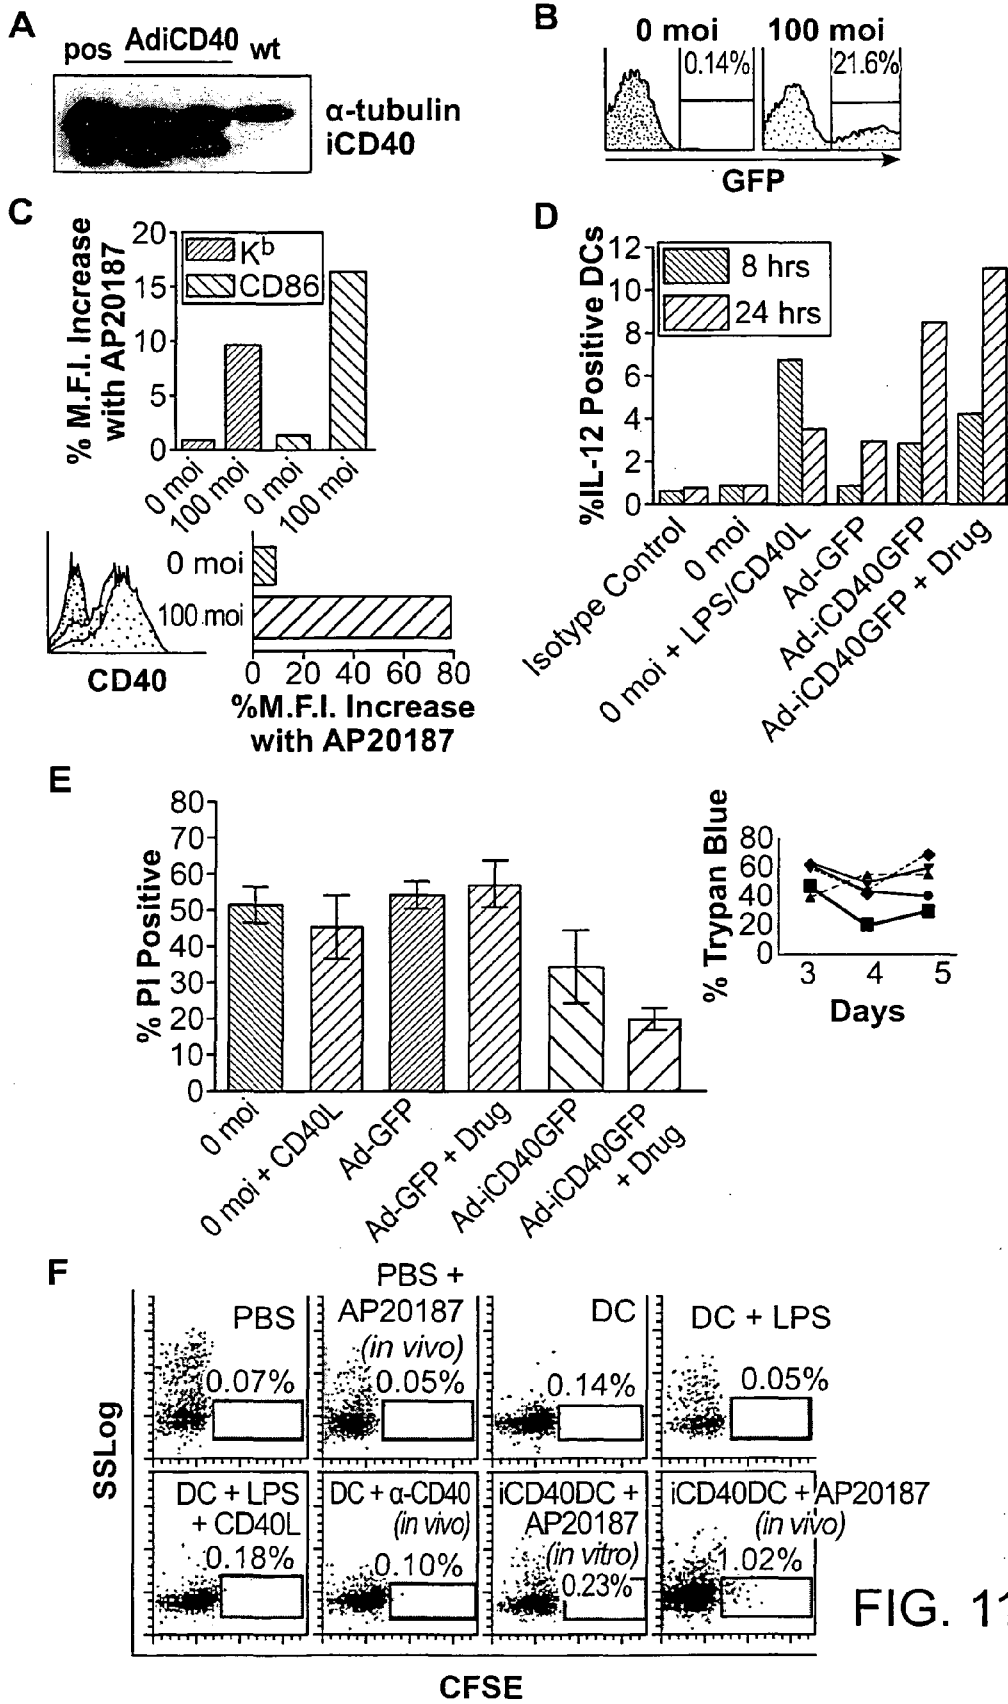 A
pos AdiCD40 wt
α-tubulin
iCD40
B
0 moi 100 moi
0.14% 21.6%
GFP
C
% M.F.I. Increase
with AP20187
20
15
10
5
0
Kb
CD86
0 moi
100 moi
0 moi
100 moi
CD40
0 moi
100 moi
0 20 40 60 80
%M.F.I. Increase
with AP20187
D
%IL-12 Positive DCs
12
10
8
6
4
2
0
8 hrs
24 hrs
Isotype Control
0 moi
0 moi + LPS/CD40L
Ad-GFP
Ad-iCD40GFP
Ad-iCD40GFP + Drug
E
% PI Positive
80
70
60
50
40
30
20
10
0
0 moi
0 moi + CD40L
Ad-GFP
Ad-GFP + Drug
Ad-iCD40GFP
Ad-iCD40GFP
+ Drug
% Trypan Blue
80
60
40
20
0
3 4 5
Days
F
SSLog
PBS
0.07%
PBS +
AP20187
(in vivo)
0.05%
DC
0.14%
DC + LPS
0.05%
DC + LPS
+ CD40L
0.18%
DC + α-CD40
(in vivo)
0.10%
iCD40DC +
AP20187
(in vitro)
0.23%
iCD40DC + AP20187
(in vivo)
1.02%
CFSE
FIG. 11